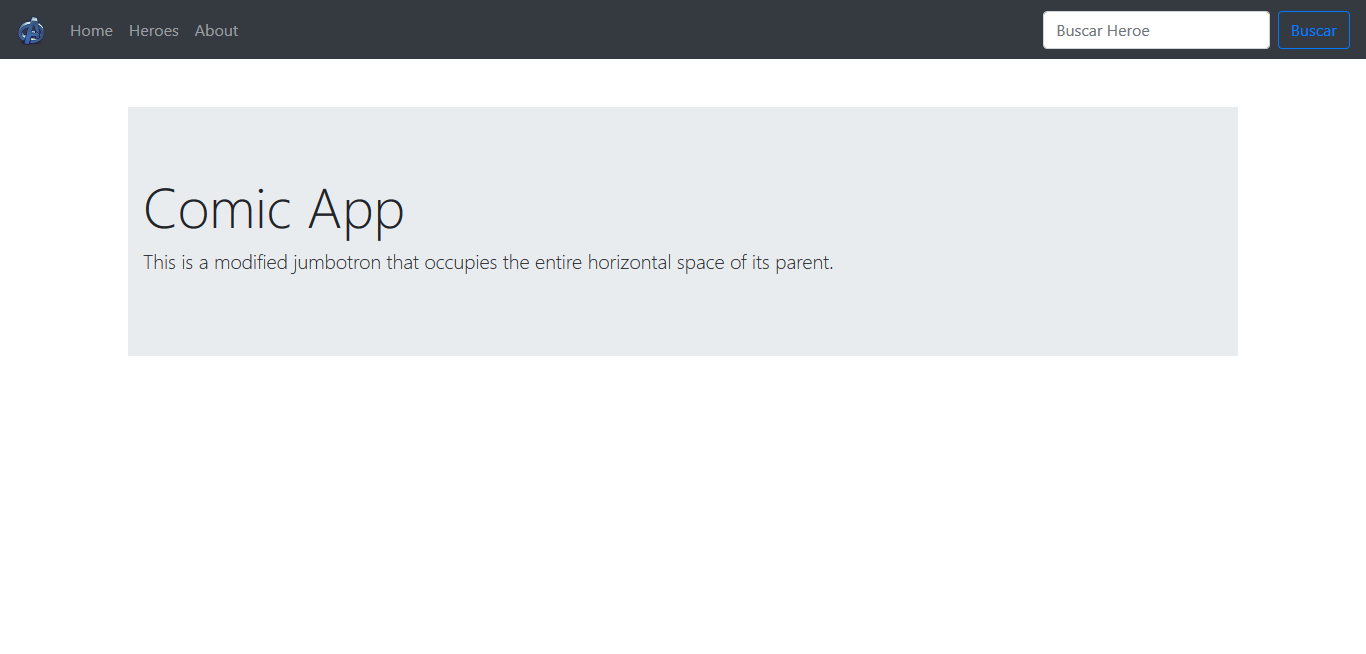 Home Heroes About Buscar Heroe Buscar
Comic App
This is a modified jumbotron that occupies the entire horizontal space of its parent.